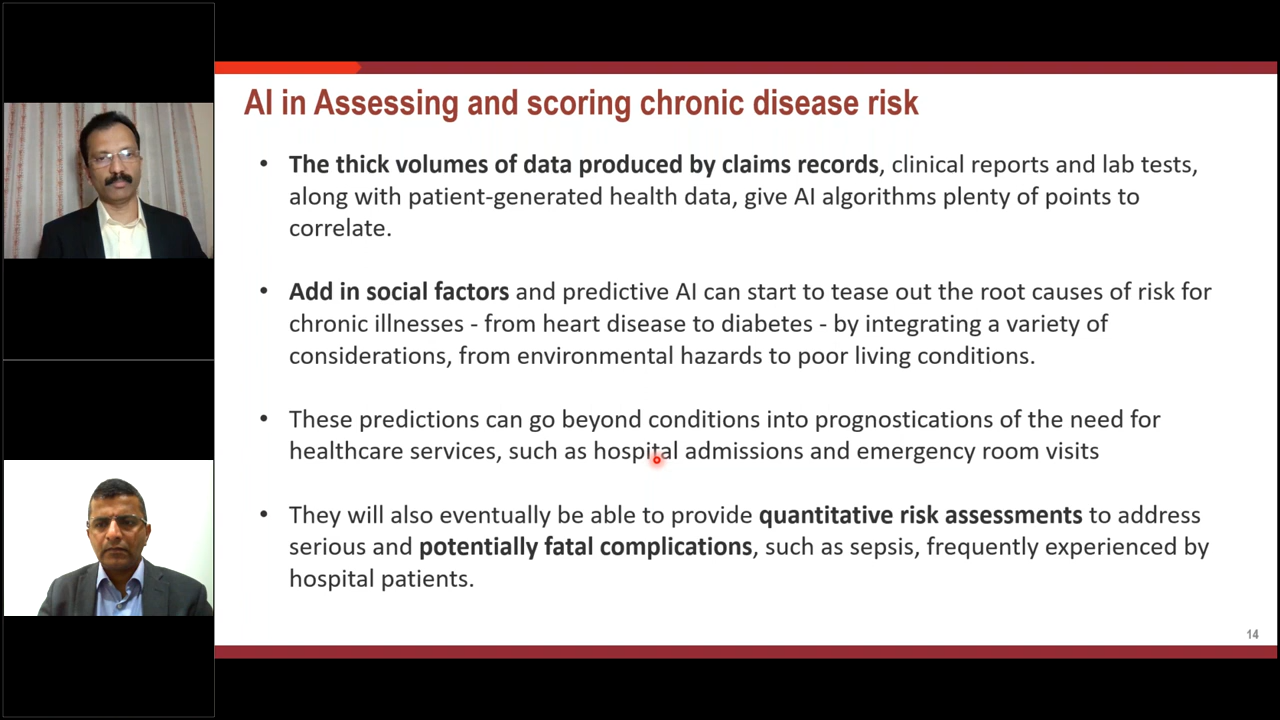 AI in Assessing and scoring chronic disease risk
• The thick volumes of data produced by claims records, clinical reports and lab tests,
along with patient-generated health data, give AI algorithms plenty of points to
correlate.
• Add in social factors and predictive AI can start to tease out the root causes of risk for
chronic illnesses - from heart disease to diabetes - by integrating a variety of
considerations, from environmental hazards to poor living conditions.
• These predictions can go beyond conditions into prognostications of the need for
healthcare services, such as hospital admissions and emergency room visits
• They will also eventually be able to provide quantitative risk assessments to address
serious and potentially fatal complications, such as sepsis, frequently experienced by
hospital patients.
14